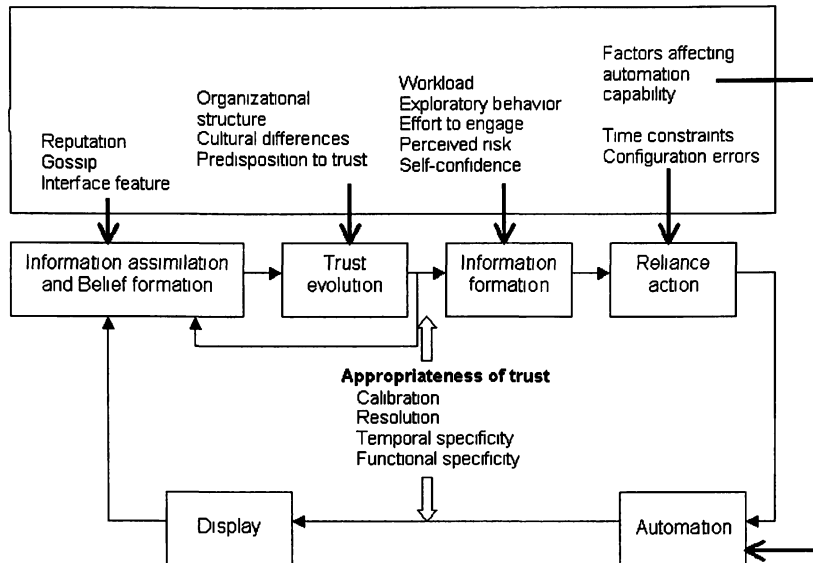 Reputation
Gossip
Interface feature
Organizational
structure
Cultural differences
Predisposition to trust
Workload
Exploratory behavior
Effort to engage
Perceived risk
Self-confidence
Factors affecting
automation
capability
Time constraints
Configuration errors
Information assimilation
and Belief formation
Trust
evolution
Information
formation
Reliance
action
Appropriateness of trust
Calibration
Resolution
Temporal specificity
Functional specificity
Display
Automation